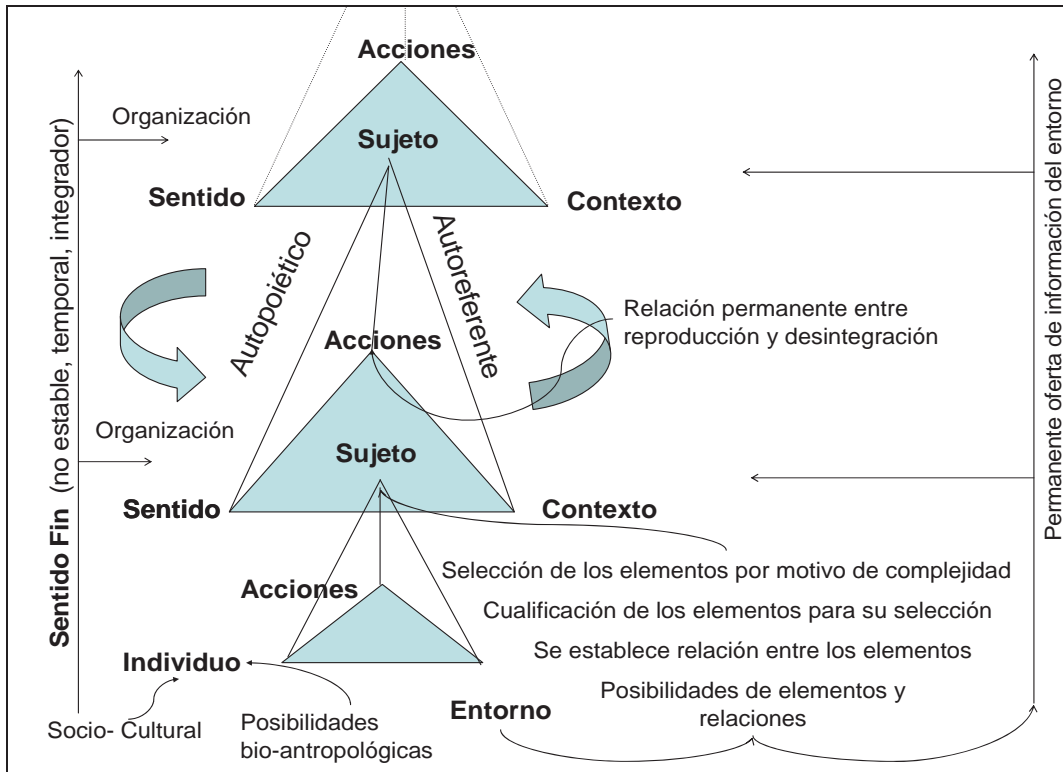 Acciones
Organización
Sujeto
Sentido
Contexto
Autopoiético
Autoreferente
Relación permanente entre
reproducción y desintegración
Acciones
Organización
Sujeto
Sentido
Contexto
Selección de los elementos por motivo de complejidad
Acciones
Cualificación de los elementos para su selección
Se establece relación entre los elementos
Individuo
Posibilidades de elementos y
relaciones
Entorno
Socio- Cultural
Posibilidades
bio-antropológicas
Sentido Fin (no estable, temporal, integrador)
Permanente oferta de información del entorno